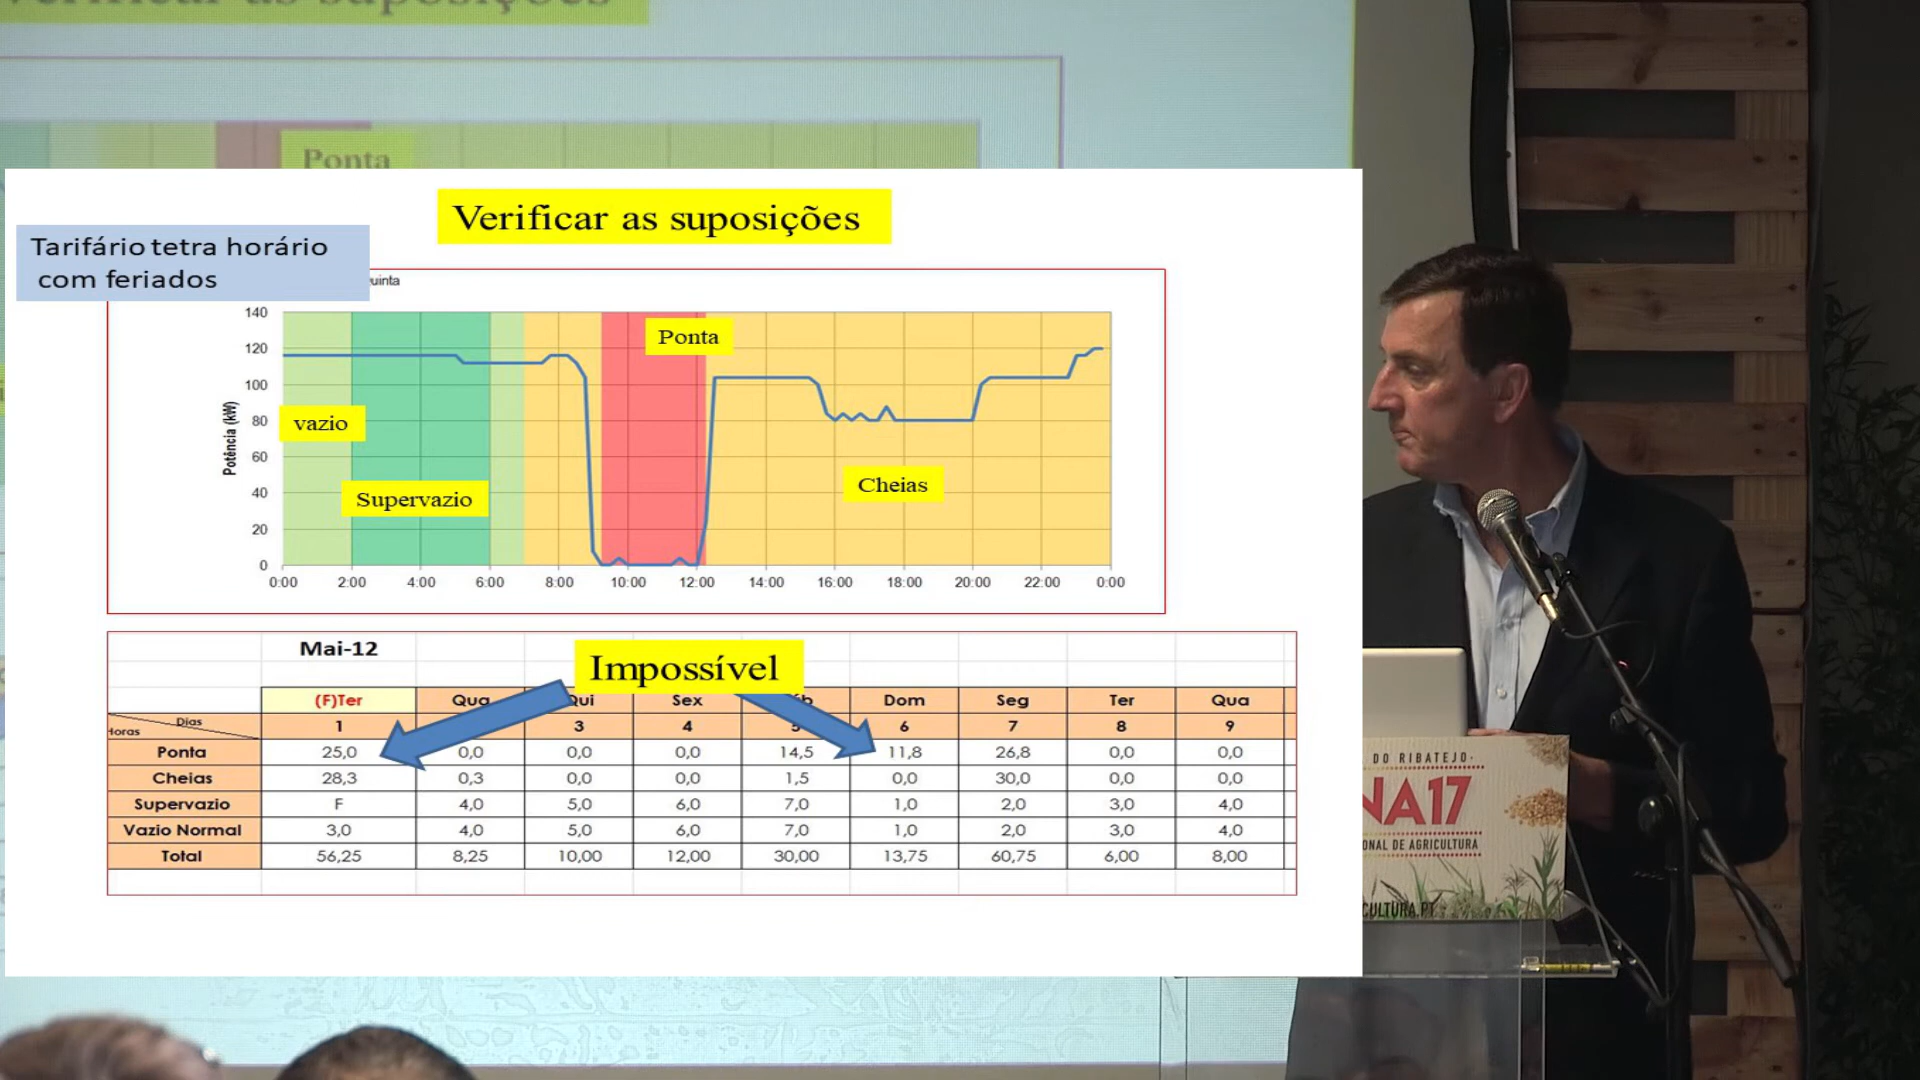 Verificar as suposições
Ponta
Verificar as suposições
Tarifário tetra horário
com feriados
uinta
Potência (kW)
140
120
100
80
60
40
20
0
0:00 2:00 4:00 6:00 8:00 10:00 12:00 14:00 16:00 18:00 20:00 22:00 0:00
Ponta
vazio
Supervazio
Cheias
Mai-12
Impossível
(F)Ter Qua Qui Sex Dom Seg Ter Qua
Dias
Horas
1 3 4 5 6 7 8 9
Ponta 25,0 0,0 0,0 0,0 14,5 11,8 26,8 0,0 0,0
Cheias 28,3 0,3 0,0 0,0 1,5 0,0 30,0 0,0 0,0
Supervazio F 4,0 5,0 6,0 7,0 1,0 2,0 3,0 4,0
Vazio Normal 3,0 4,0 5,0 6,0 7,0 1,0 2,0 3,0 4,0
Total 56,25 8,25 10,00 12,00 30,00 13,75 60,75 6,00 8,00
DO RIBATEJO
NA17
ONAL DE AGRICULTURA
CULTURA.PT